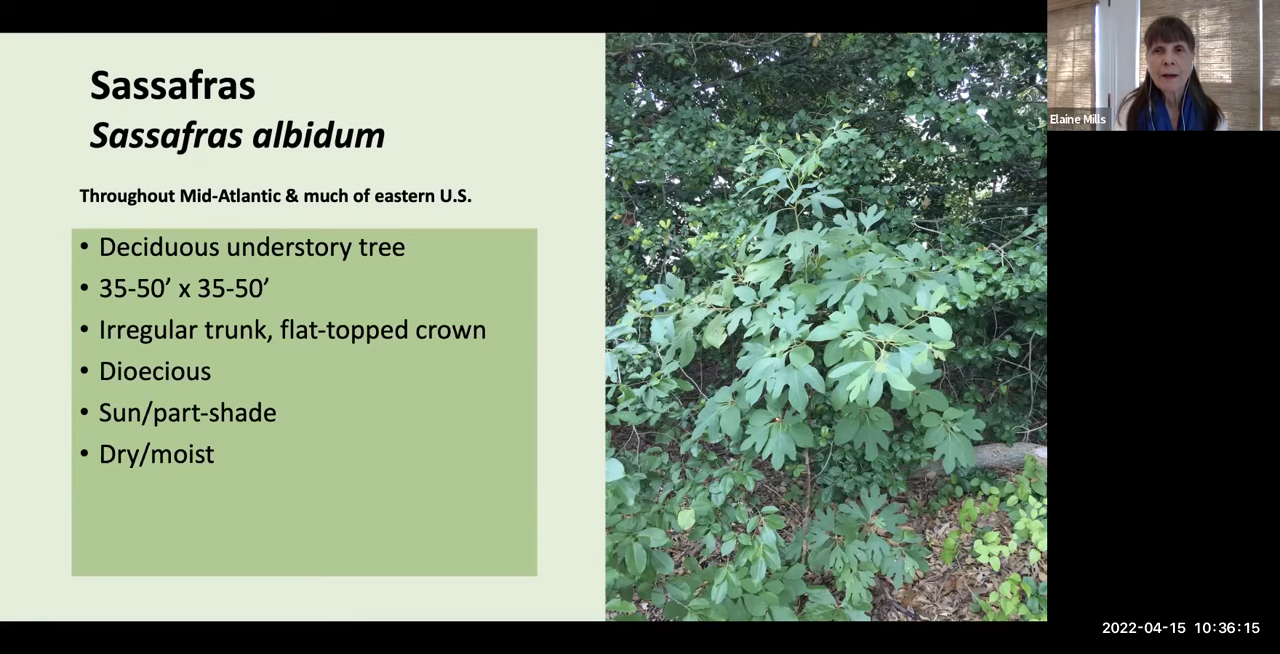 Sassafras
Sassafras albidum
Throughout Mid-Atlantic & much of eastern U.S.
• Deciduous understory tree
• 35-50’ x 35-50’
• Irregular trunk, flat-topped crown
• Dioecious
• Sun/part-shade
• Dry/moist
Elaine Mills
2022-04-15 10:36:15